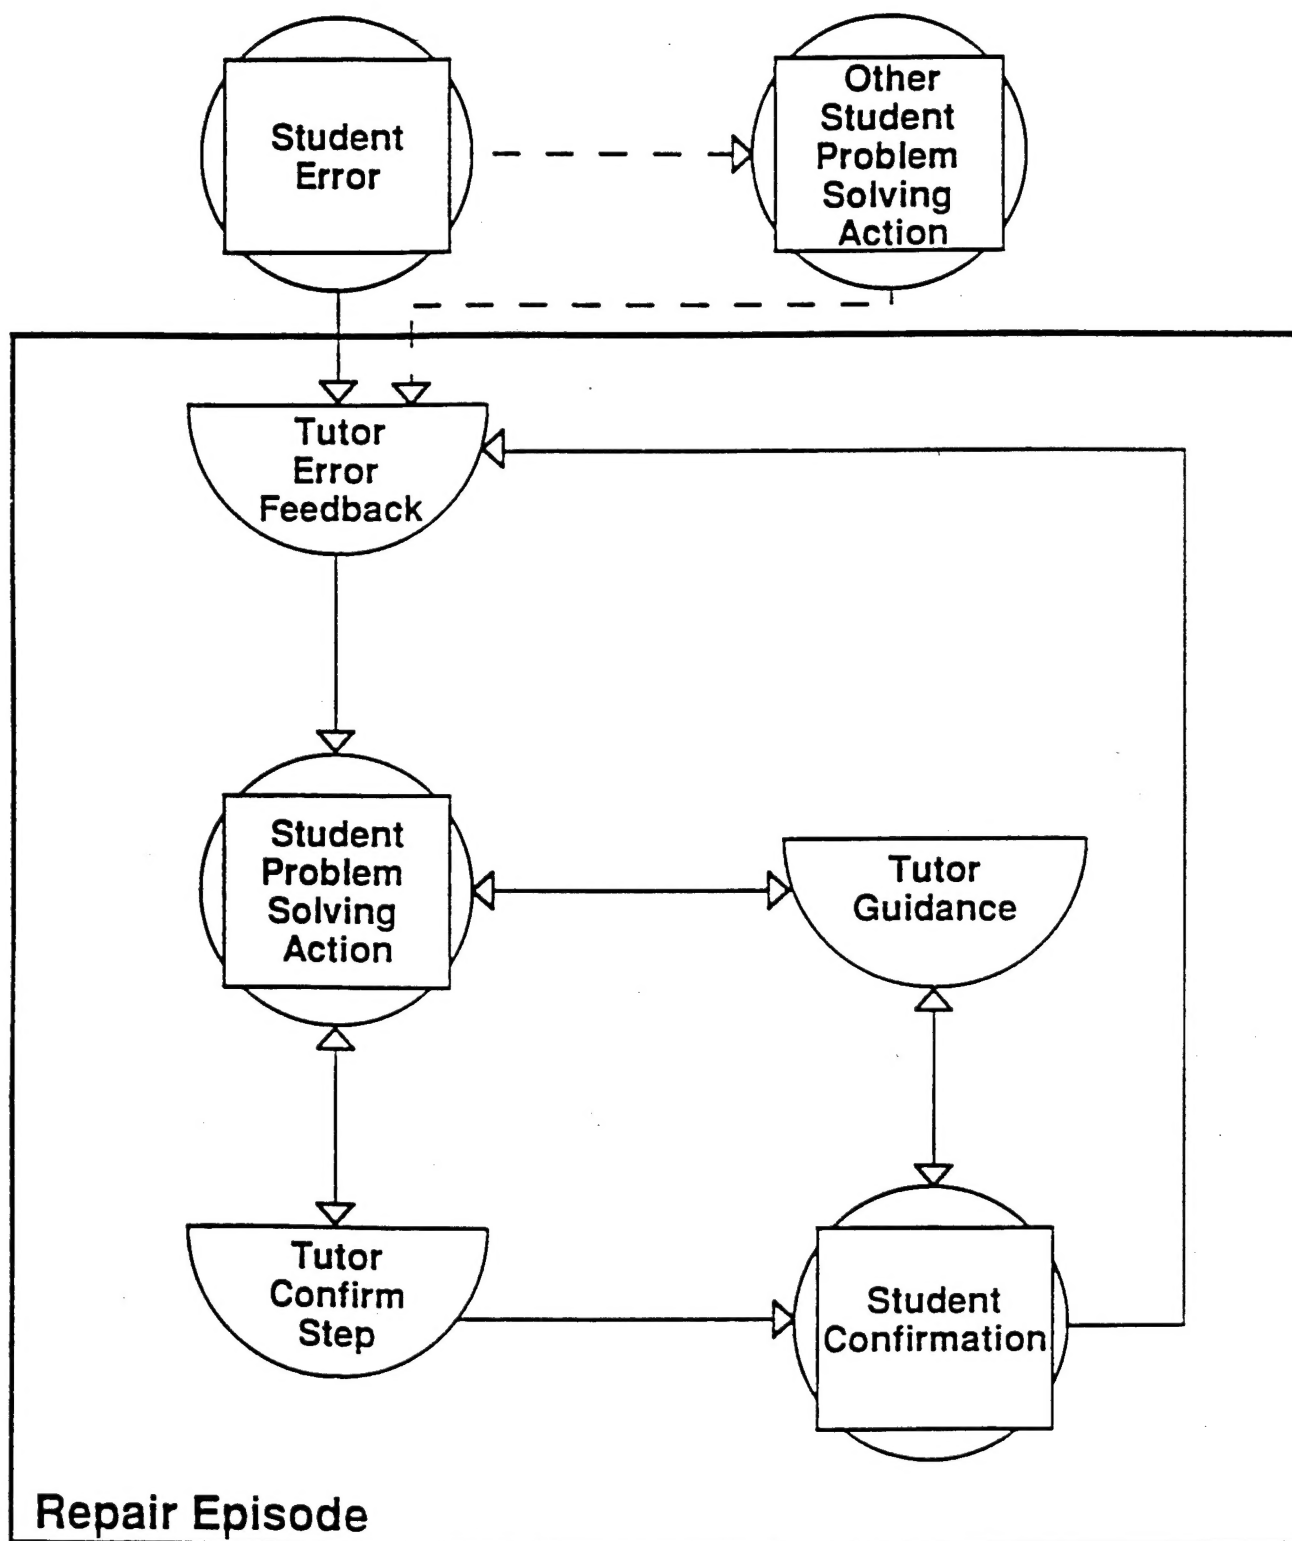 Student
Error
Other
Student
Problem
Solving
Action
Tutor
Error
Feedback
Student
Problem
Solving
Action
Tutor
Guidance
Tutor
Confirm
Step
Student
Confirmation
Repair Episode